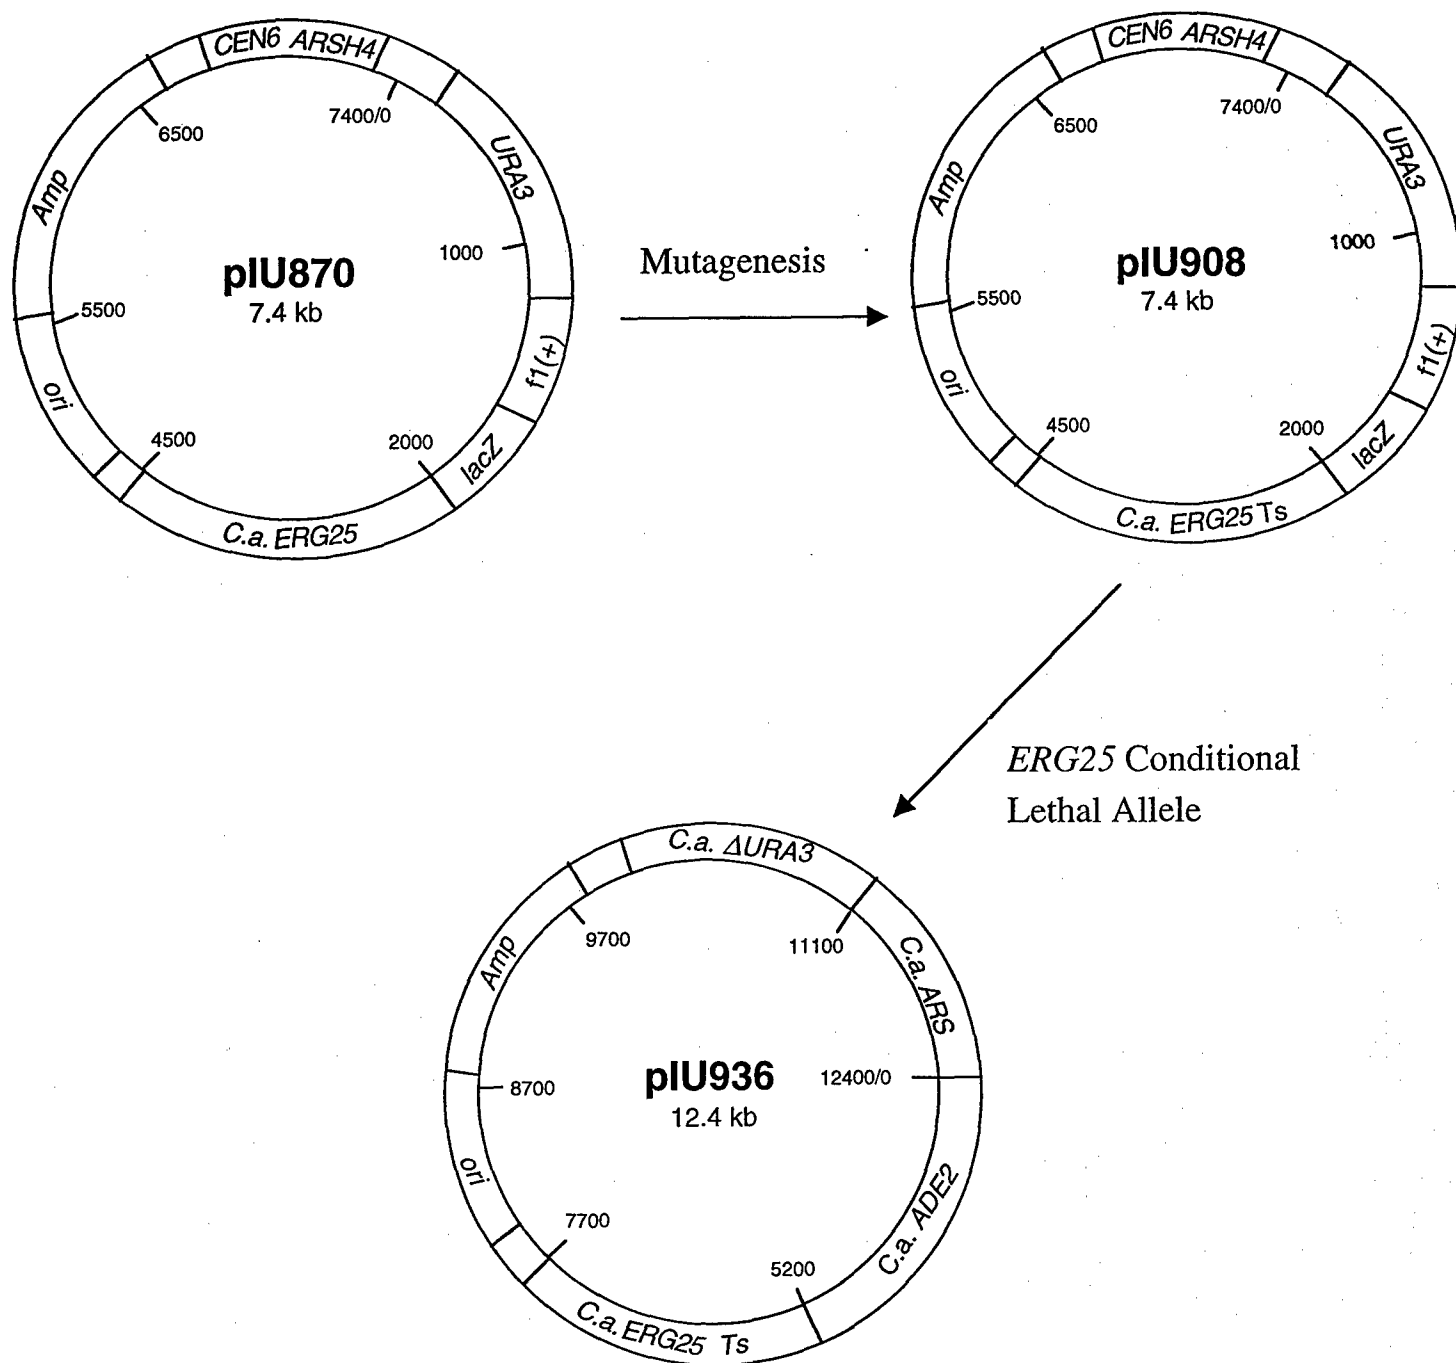 CEN6 ARSH4
7400/0
URA3
1000
f1(+)
lacZ
2000
C.a. ERG25
4500
ori
5500
Amp
6500
pIU870
7.4 kb
Mutagenesis
CEN6 ARSH4
7400/0
URA3
1000
f1(+)
lacZ
2000
C.a. ERG25 Ts
4500
ori
5500
Amp
6500
pIU908
7.4 kb
ERG25 Conditional
Lethal Allele
C.a. ΔURA3
11100
C.a. ARS
12400/0
C.a. ADE2
5200
C.a. ERG25 Ts
7700
ori
8700
Amp
9700
pIU936
12.4 kb